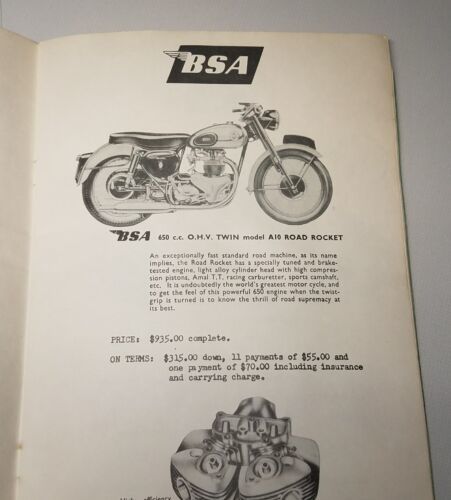 BSA
BSA 650 c.c. O.H.V. TWIN model A10 ROAD ROCKET
An exceptionally fast standard road machine, as its name
implies, the Road Rocket has a specially tuned and brake-
tested engine, light alloy cylinder head with high compres-
sion pistons, Amal T.T. racing carburetter, sports camshaft,
etc. It is undoubtedly the world's greatest motor cycle, and
to get the feel of this powerful 650 engine when the twist-
grip is turned is to know the thrill of road supremacy at
its best.
PRICE: $935.00 complete.
ON TERMS: $315.00 down, 11 payments of $55.00 and
one payment of $70.00 including insurance
and carrying charge.